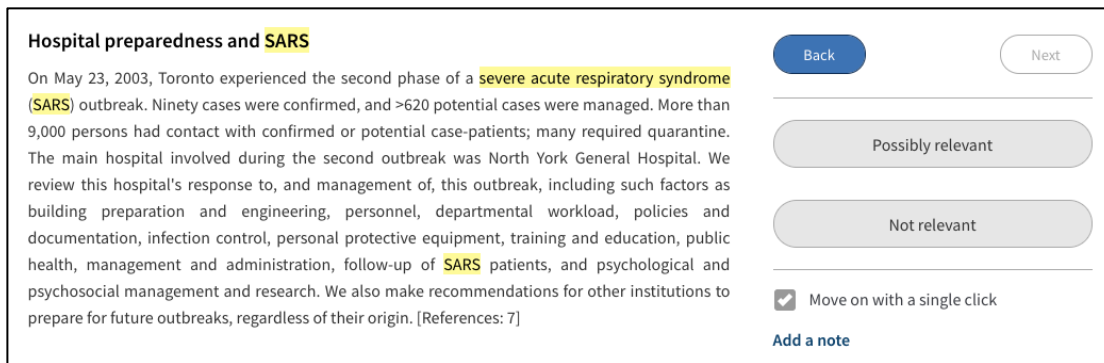 Hospital preparedness and SARS
On May 23, 2003, Toronto experienced the second phase of a severe acute respiratory syndrome
(SARS) outbreak. Ninety cases were confirmed, and >620 potential cases were managed. More than
9,000 persons had contact with confirmed or potential case-patients; many required quarantine.
The main hospital involved during the second outbreak was North York General Hospital. We
review this hospital's response to, and management of, this outbreak, including such factors as
building preparation and engineering, personnel, departmental workload, policies and
documentation, infection control, personal protective equipment, training and education, public
health, management and administration, follow-up of SARS patients, and psychological and
psychosocial management and research. We also make recommendations for other institutions to
prepare for future outbreaks, regardless of their origin. [References: 7]
Back
Next
Possibly relevant
Not relevant
Move on with a single click
Add a note